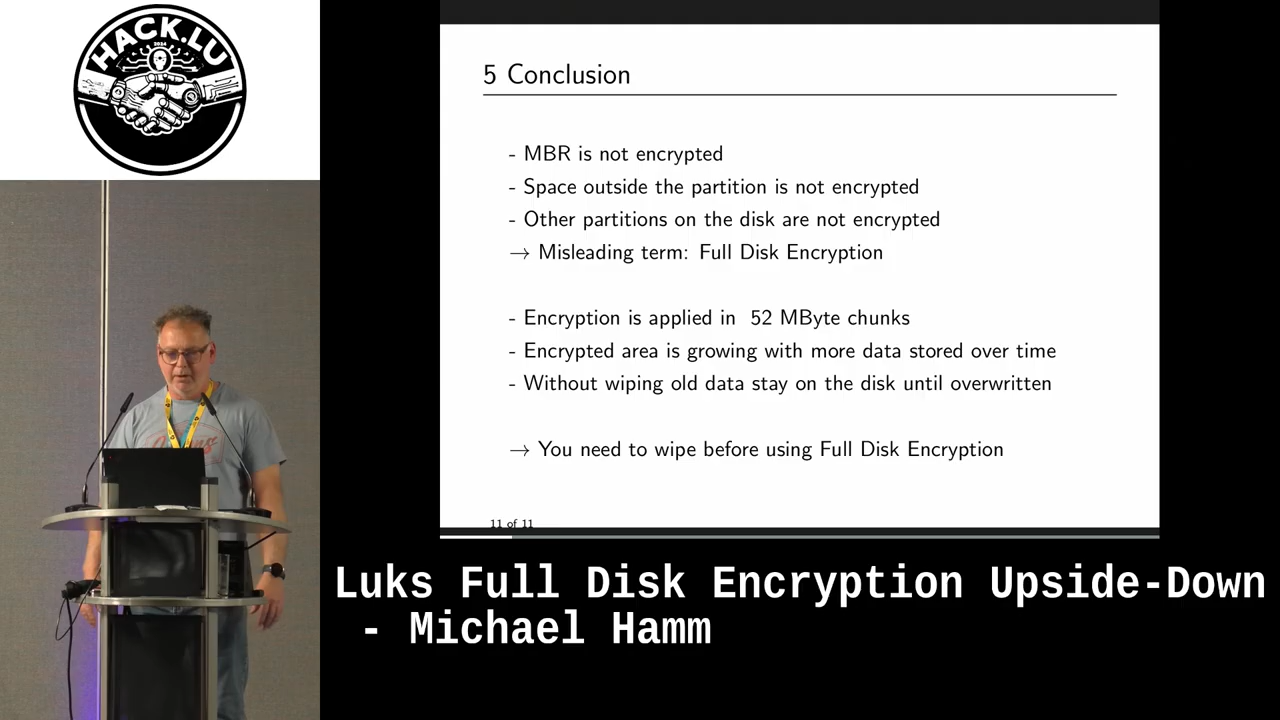 HACK.LU
2024
5 Conclusion
- MBR is not encrypted
- Space outside the partition is not encrypted
- Other partitions on the disk are not encrypted
→ Misleading term: Full Disk Encryption
- Encryption is applied in 52 MByte chunks
- Encrypted area is growing with more data stored over time
- Without wiping old data stay on the disk until overwritten
→ You need to wipe before using Full Disk Encryption
11 of 11
Luks Full Disk Encryption Upside-Down
- Michael Hamm